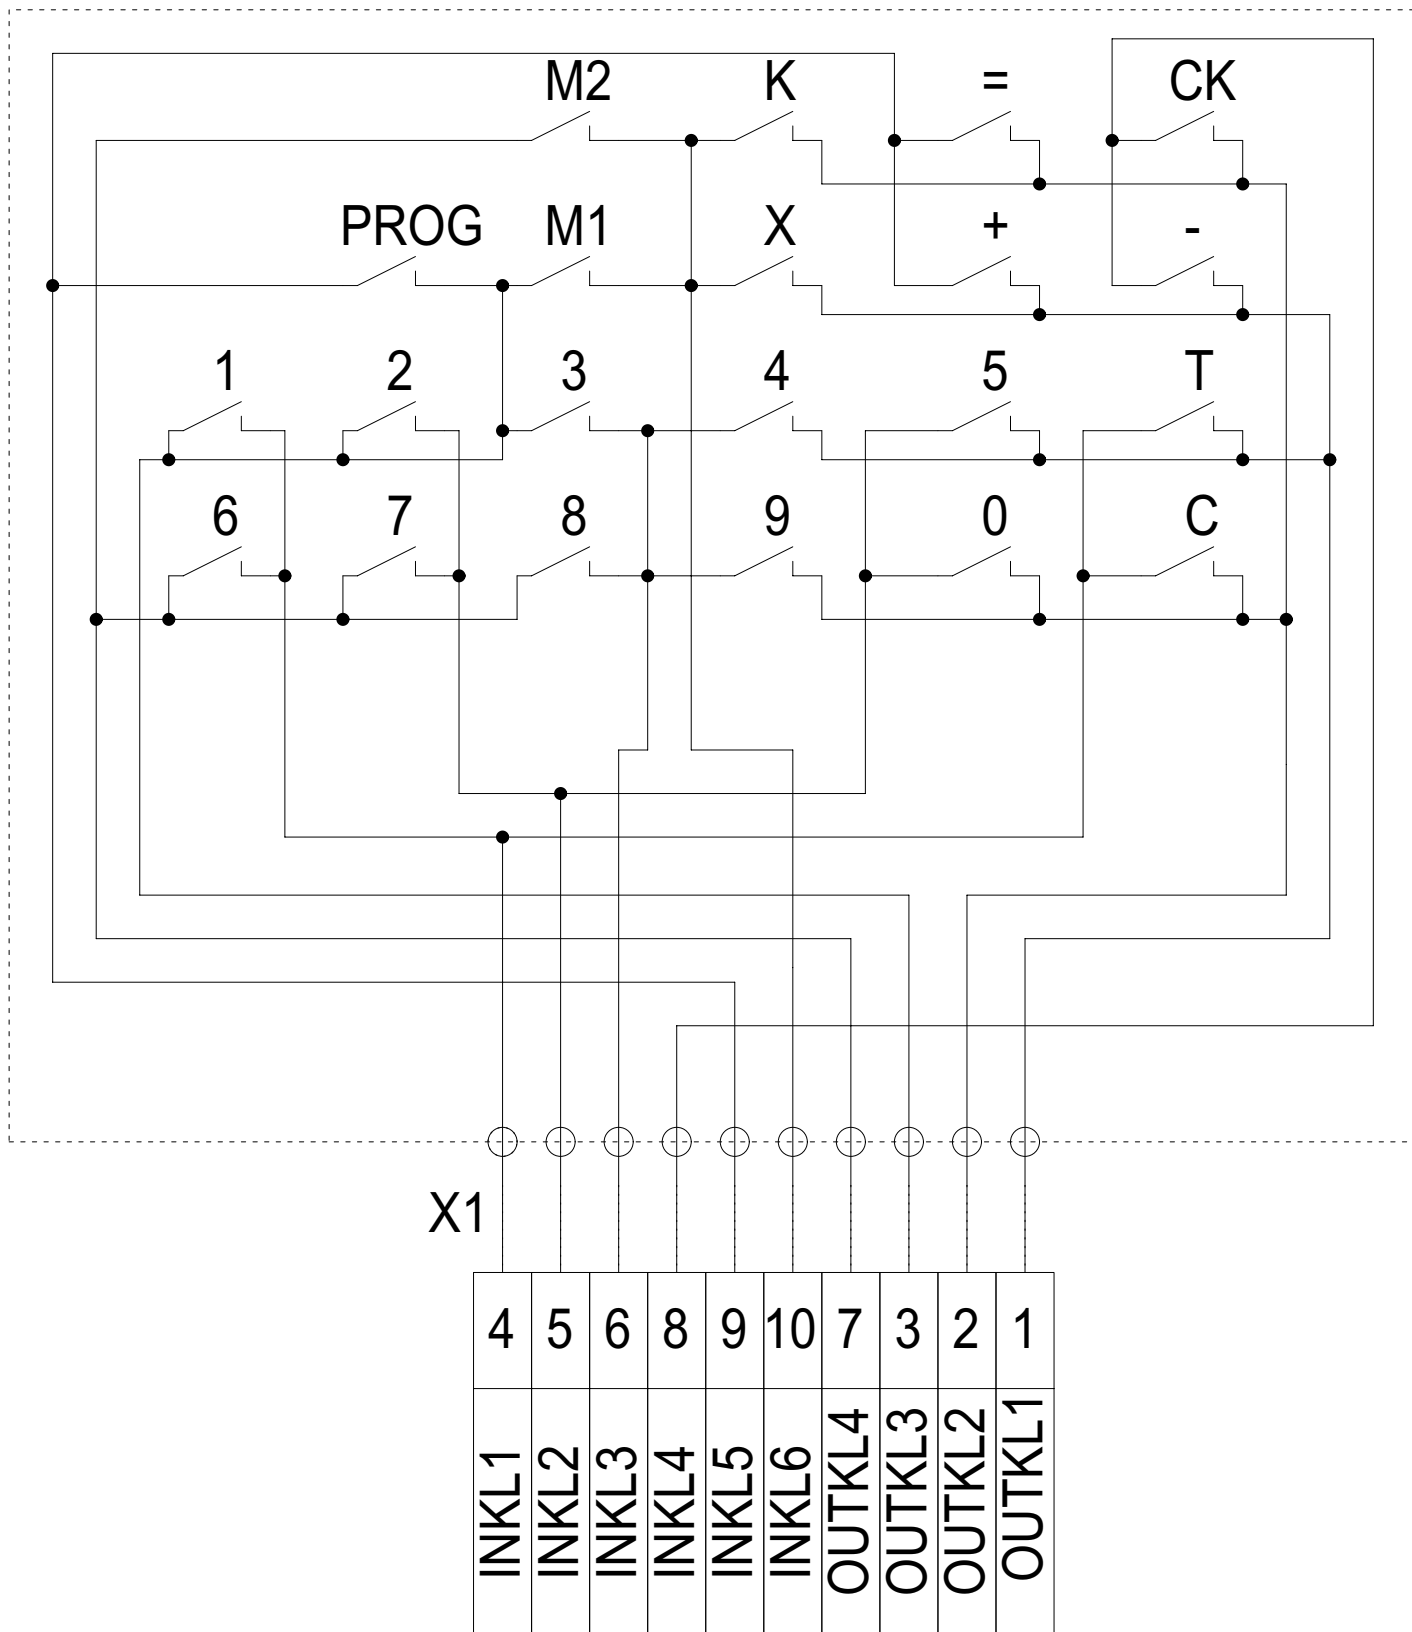 M2 K = CK
PROG M1 X + -
1 2 3 4 5 T
6 7 8 9 0 C
X1
4 5 6 8 9 10 7 3 2 1
INKL1
INKL2
INKL3
INKL4
INKL5
INKL6
OUTKL4
OUTKL3
OUTKL2
OUTKL1